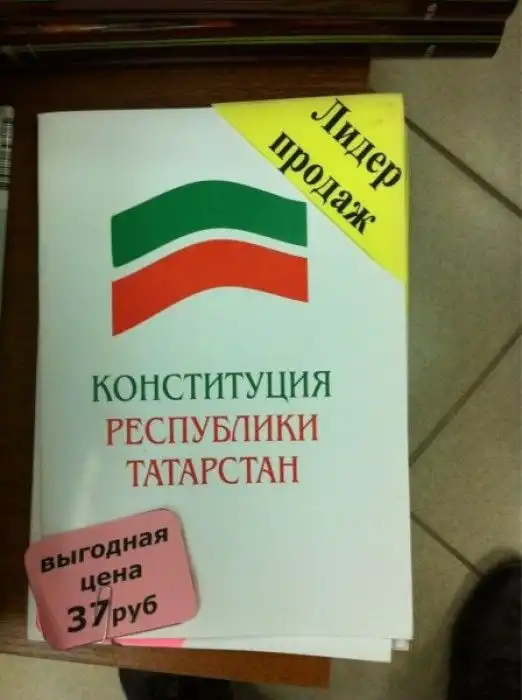 Лидер
продаж
КОНСТИТУЦИЯ
РЕСПУБЛИКИ
ТАТАРСТАН
выгодная
цена
37руб